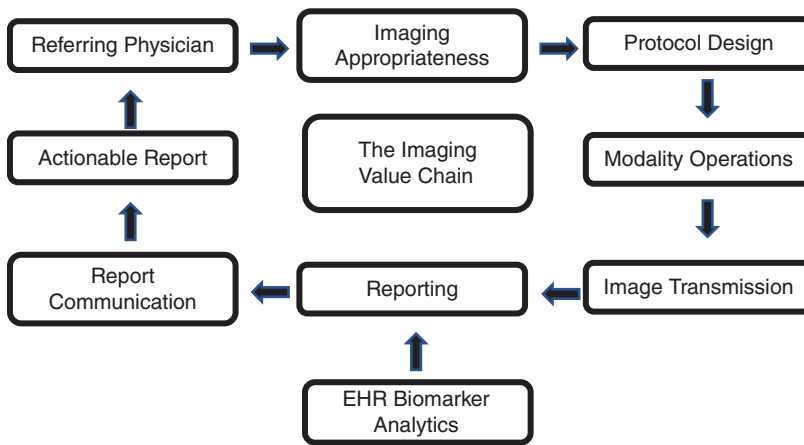 Referring Physician
Imaging
Appropriateness
Protocol Design
Actionable Report
The Imaging
Value Chain
Modality Operations
Report
Communication
Reporting
Image Transmission
EHR Biomarker
Analytics